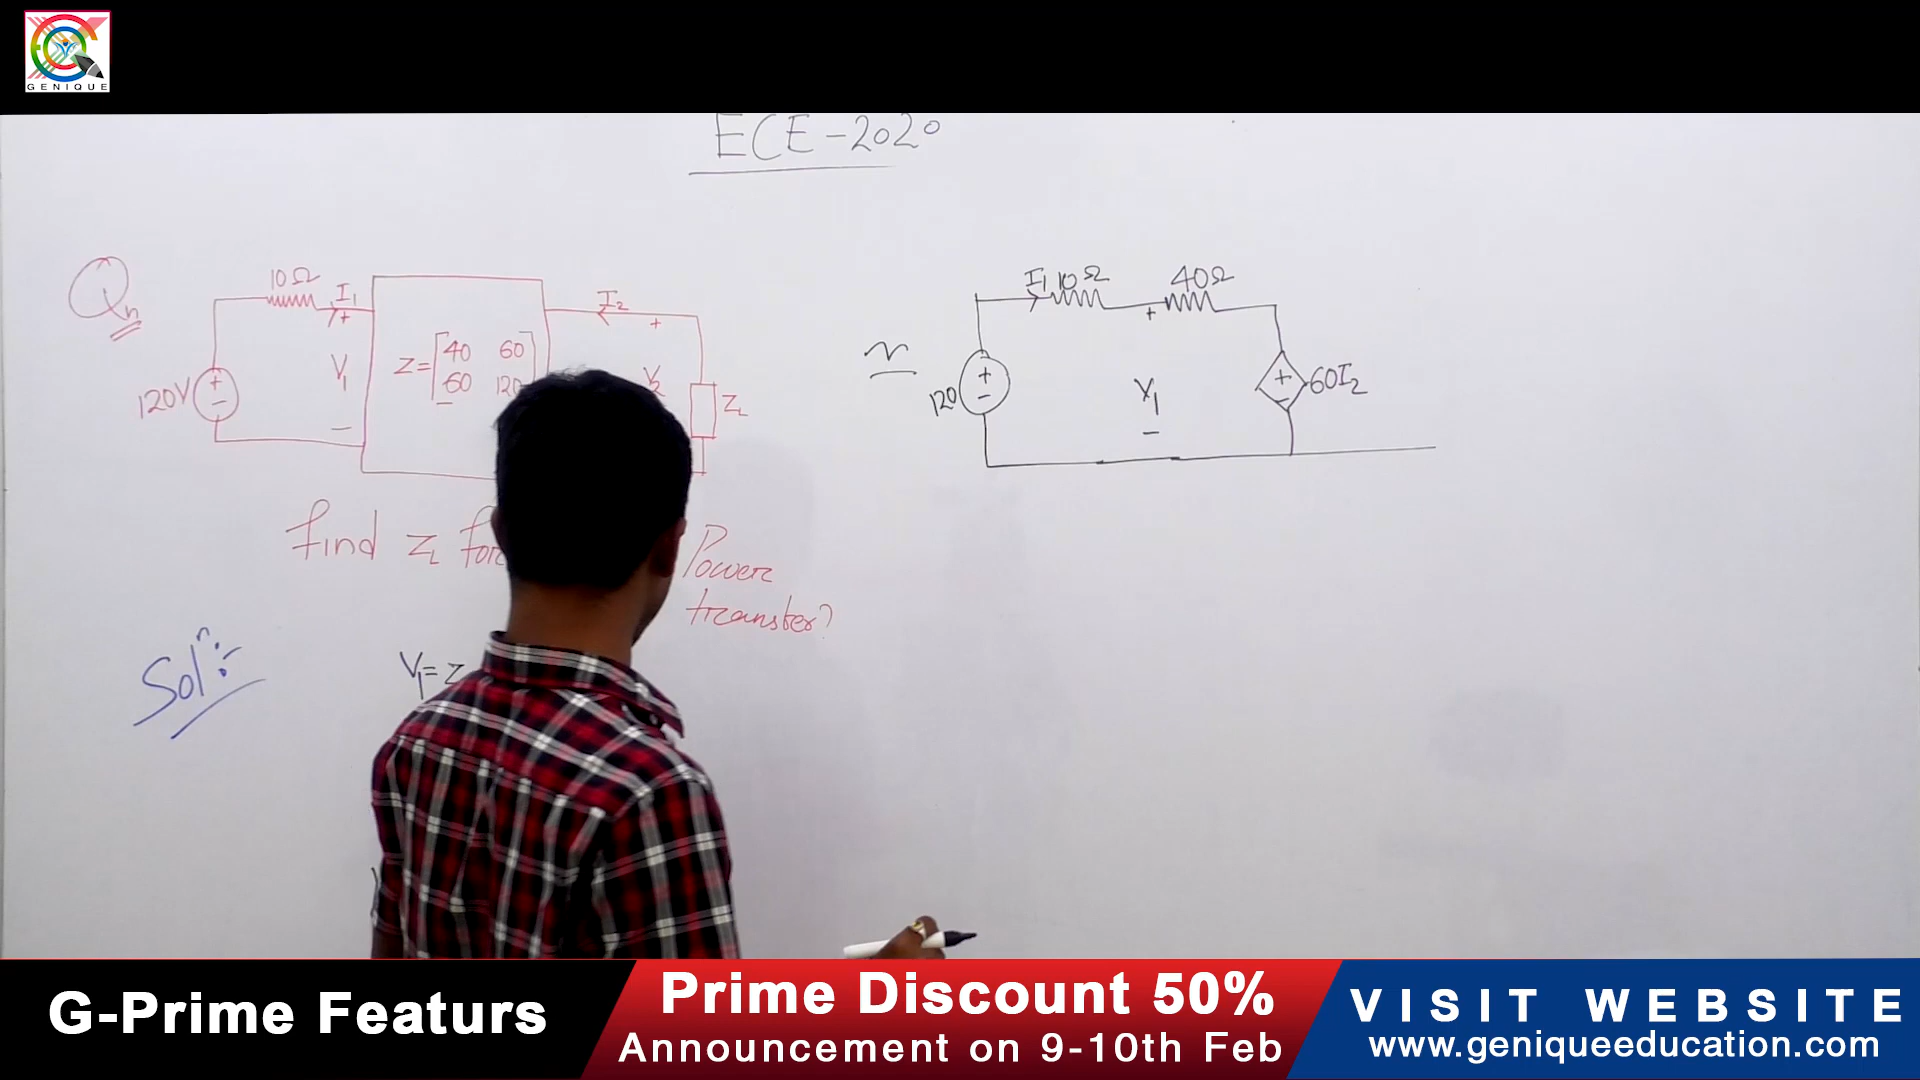 GENIQUE
ECE-2020
Qn
10Ω
I1
I2
+
+
120V
+
-
V1
-
Z=[40 60
60 120
V2
ZL
Find ZL for
Power
transfer?
Soln:-
V1= Z
I1 10Ω
40Ω
+
120
+
-
V1
-
+
-
60I2
G-Prime Featurs
Prime Discount 50%
Announcement on 9-10th Feb
VISIT WEBSITE
www.geniqueeducation.com